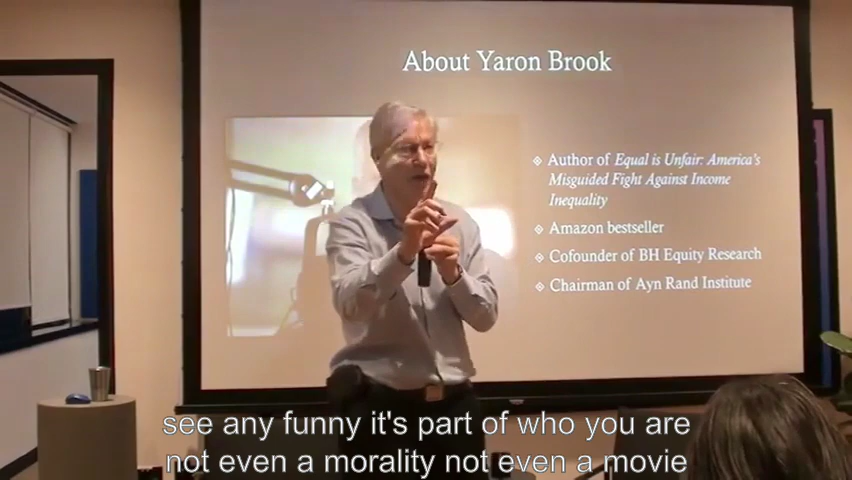 About Yaron Brook
❖ Author of Equal is Unfair: America's
Misguided Fight Against Income
Inequality
❖ Amazon bestseller
❖ Cofounder of BH Equity Research
❖ Chairman of Ayn Rand Institute
see any funny it's part of who you are
not even a morality not even a movie